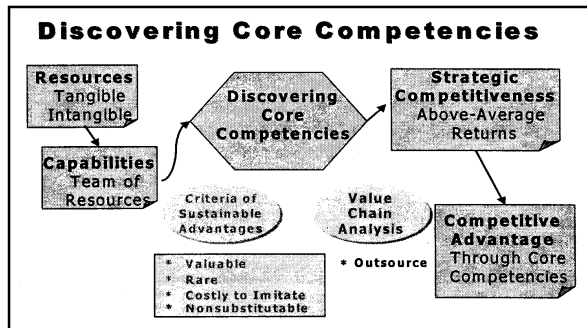 Discovering Core Competencies
Resources
Tangible
Intangible
Capabilities
Team of
Resources
Discovering
Core
Competencies
Strategic
Competitiveness
Above-Average
Returns
Competitive
Advantage
Through Core
Competencies
Criteria of
Sustainable
Advantages
* Valuable
* Rare
* Costly to Imitate
* Nonsubstitutable
Value
Chain
Analysis
* Outsource